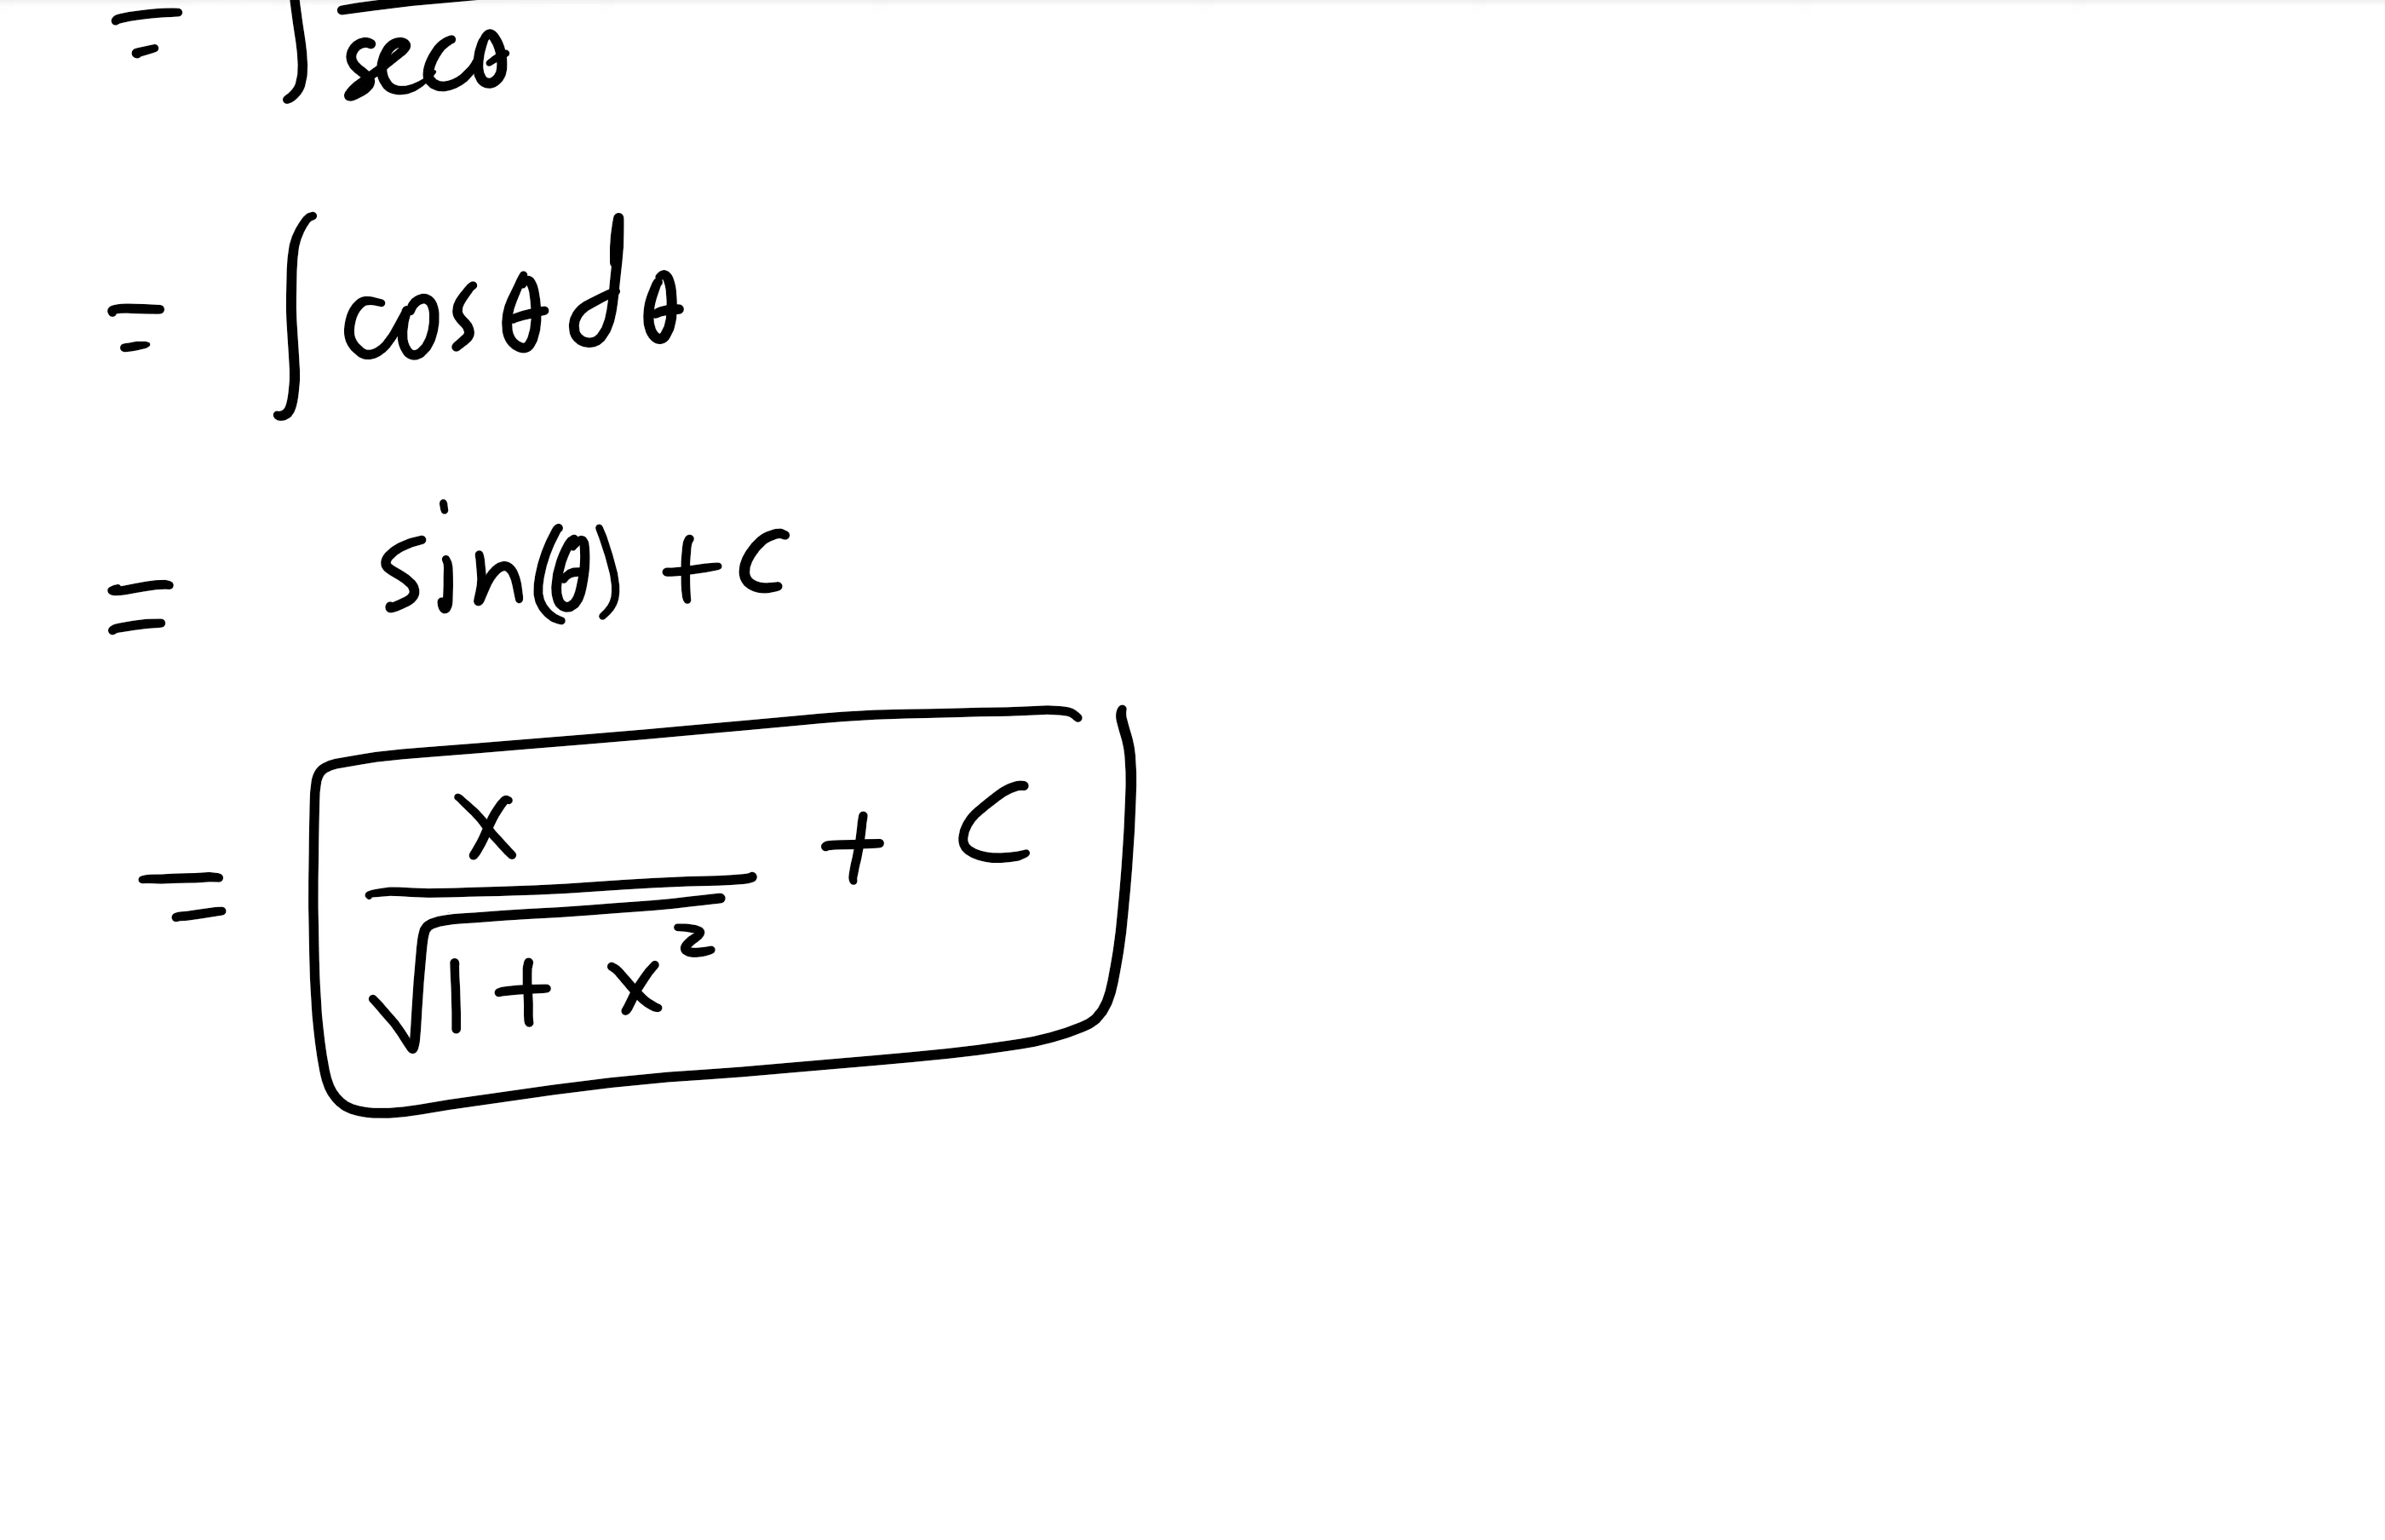 = ∫ ‾‾‾ / secθ
= ∫ cosθ dθ
= sin(θ) + C
= x / √(1 + x²) + C